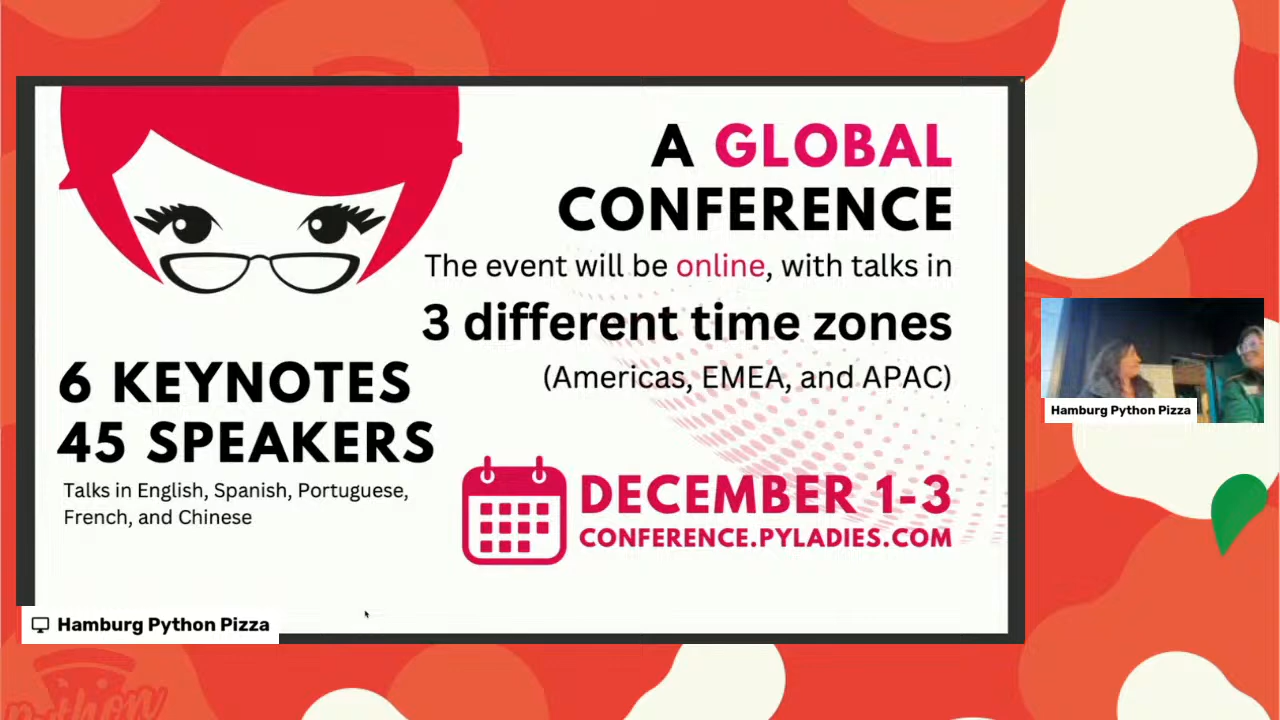 A GLOBAL
CONFERENCE
The event will be online, with talks in
3 different time zones
(Americas, EMEA, and APAC)
6 KEYNOTES
45 SPEAKERS
Talks in English, Spanish, Portuguese,
French, and Chinese
DECEMBER 1-3
CONFERENCE.PYLADIES.COM
Hamburg Python Pizza
Hamburg Python Pizza
Python